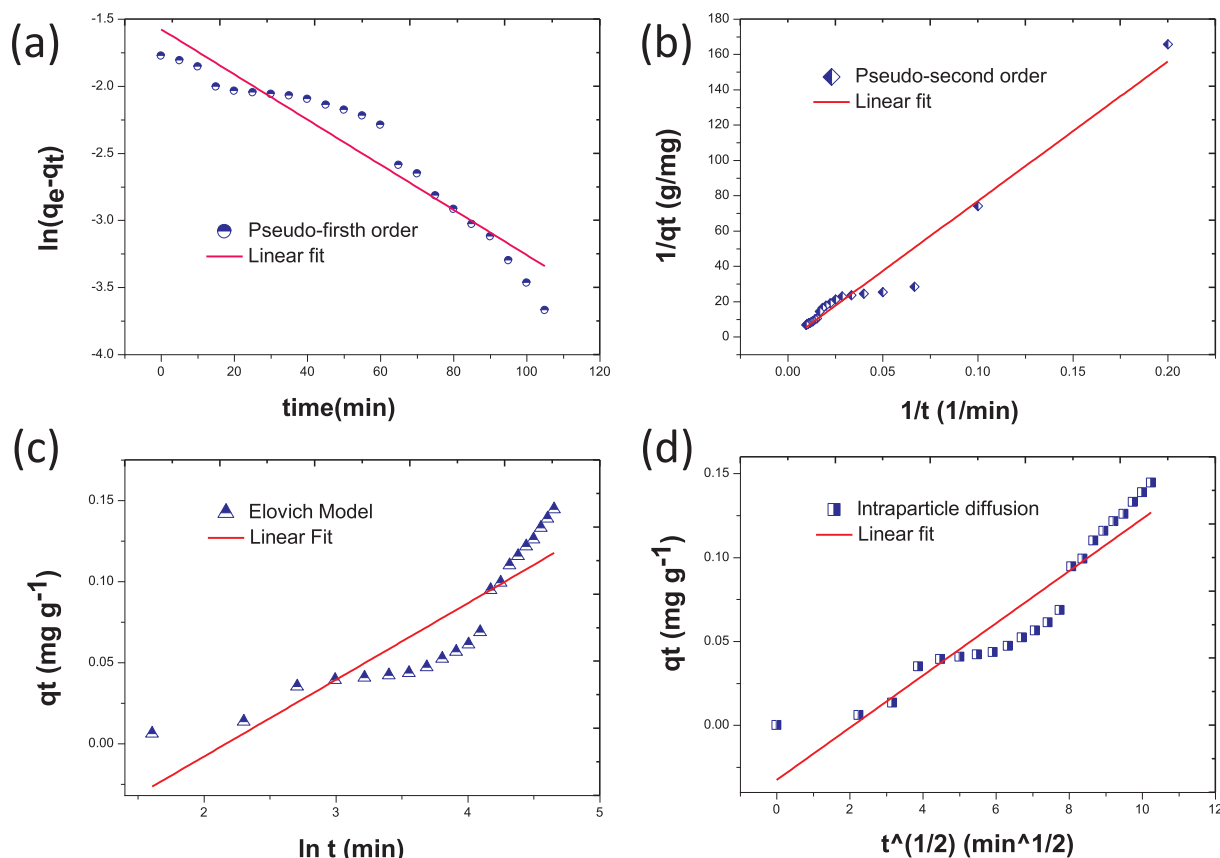 (a)
-1.5
-2.0
-2.5
-3.0
-3.5
-4.0
ln(qe-qt)
Pseudo-firsth order
Linear fit
0 20 40 60 80 100 120
time(min)
(b)
180
160
140
120
100
80
60
40
20
0
1/qt (g/mg)
Pseudo-second order
Linear fit
0.00 0.05 0.10 0.15 0.20
1/t (1/min)
(c)
0.15
0.10
0.05
0.00
qt (mg g-1)
Elovich Model
Linear Fit
2 3 4 5
ln t (min)
(d)
0.15
0.10
0.05
0.00
qt (mg g-1)
Intraparticle diffusion
Linear fit
0 2 4 6 8 10 12
t^(1/2) (min^1/2)